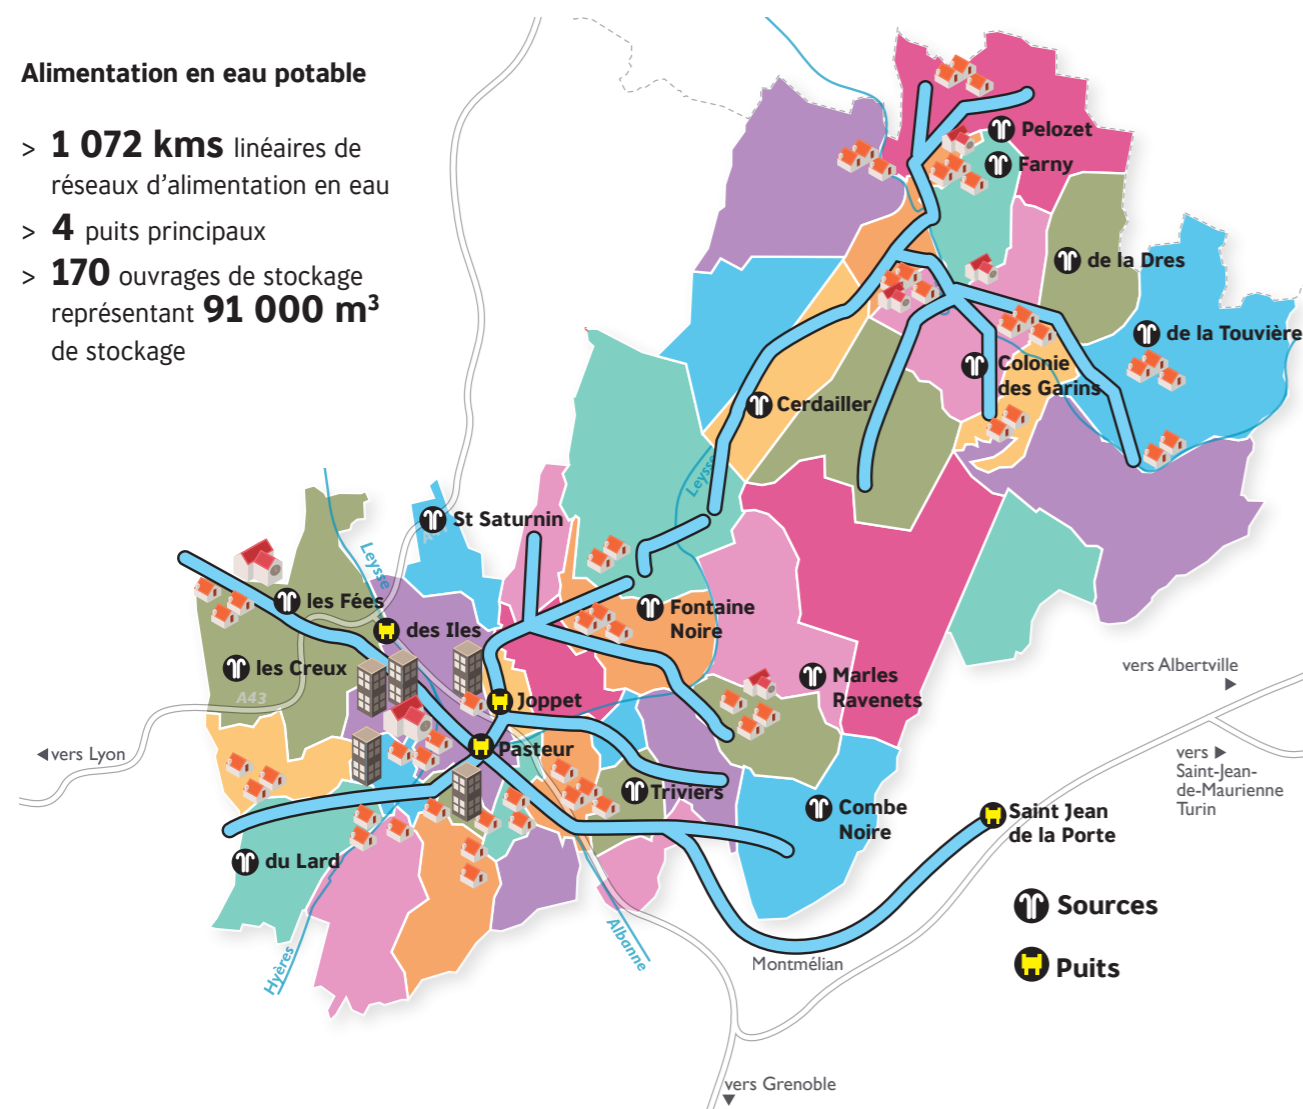 Alimentation en eau potable
> 1 072 kms linéaires de
réseaux d'alimentation en eau
> 4 puits principaux
> 170 ouvrages de stockage
représentant 91 000 m³
de stockage
Pelozet
Farny
de la Dres
de la Touvière
Colonie
des Garins
Cerdailler
Leysse
St Saturnin
Leysse
les Fées
des Iles
Fontaine
Noire
les Creux
A43
Marles
Ravenets
Joppet
Pasteur
vers Lyon
Triviers
Combe
Noire
vers Albertville
vers
Saint-Jean-
de-Maurienne
Turin
Saint Jean
de la Porte
du Lard
Hyères
Albanne
Montmélian
Sources
Puits
vers Grenoble